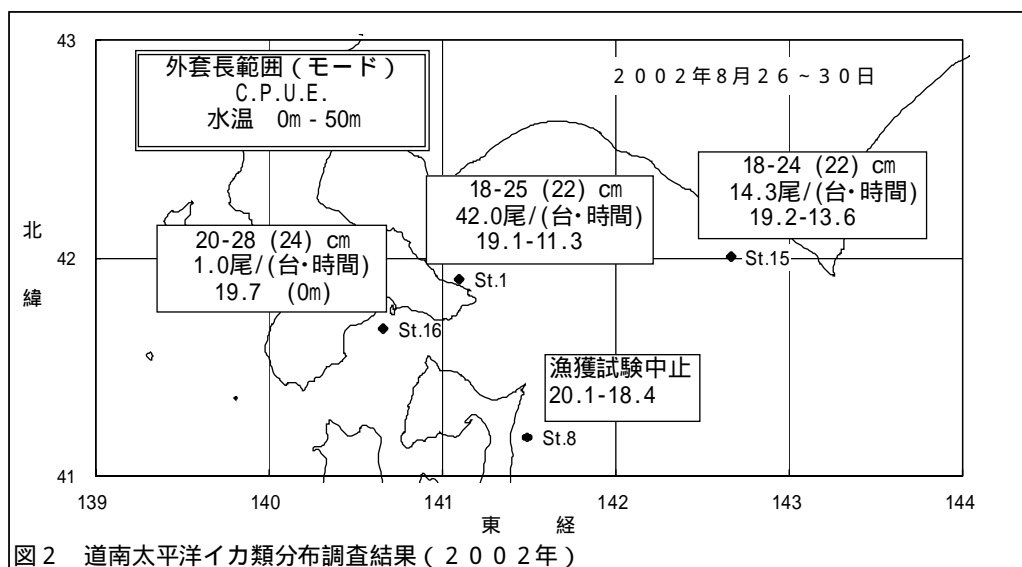 43
外套長範囲(モード)
C.P.U.E.
水温 0m - 50m
2002年8月26~30日
18-24 (22) cm
14.3尾/(台・時間)
19.2-13.6
18-25 (22) cm
42.0尾/(台・時間)
19.1-11.3
北
緯
42
20-28 (24) cm
1.0尾/(台・時間)
19.7 (0m)
St.15
St.1
St.16
漁獲試験中止
20.1-18.4
St.8
41
139 140 141 142 143 144
東 経
図2 道南太平洋イカ類分布調査結果(2002年)